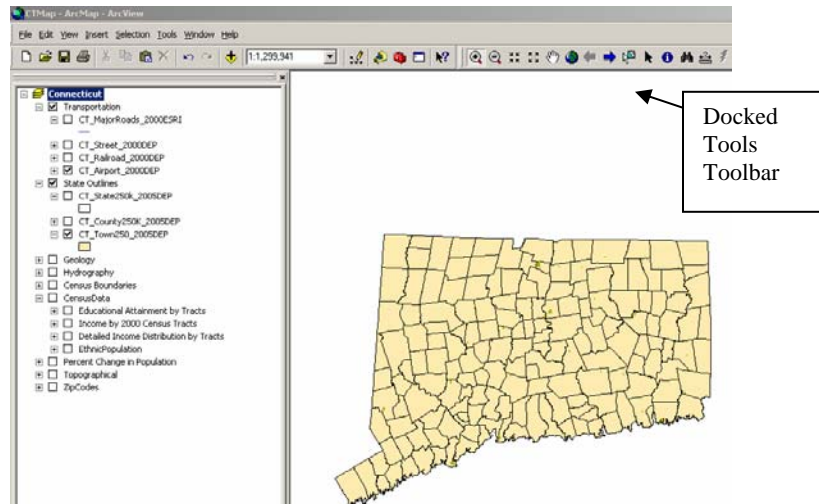 CTMap - ArcMap - ArcView
File Edit View Insert Selection Tools Window Help
1:1,299,941
Connecticut
Transportation
CT_MajorRoads_2000ESRI
CT_Street_2000DEP
CT_Railroad_2000DEP
CT_Airport_2000DEP
State Outlines
CT_State250k_2005DEP
CT_County250K_2005DEP
CT_Town250_2005DEP
Geology
Hydrography
Census Boundaries
CensusData
Educational Attainment by Tracts
Income by 2000 Census Tracts
Detailed Income Distribution by Tracts
EthnicPopulation
Percent Change in Population
Topographical
ZipCodes
Docked
Tools
Toolbar